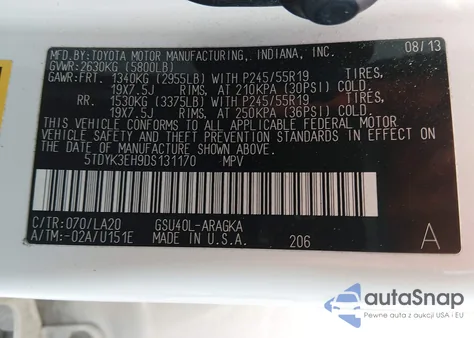 MFD. BY: TOYOTA MOTOR MANUFACTURING, INDIANA, INC. 08/13
GVWR: 2630KG (5800LB)
GAWR: FRT. 1340KG (2955LB) WITH P245/55R19 TIRES,
19X7.5J RIMS, AT 210KPA (30PSI) COLD.
RR. 1530KG (3375LB) WITH P245/55R19 TIRES,
19X7.5J RIMS, AT 250KPA (36PSI) COLD.
THIS VEHICLE CONFORMS TO ALL APPLICABLE FEDERAL MOTOR
VEHICLE SAFETY AND THEFT PREVENTION STANDARDS IN EFFECT ON
THE DATE OF MANUFACTURE SHOWN ABOVE.
5TDYK3EH9DS131170 MPV
C/TR: 070/LA20 GSU40L-ARAGKA
A/TM: -02A/U151E MADE IN U.S.A. 206 A
autoSnap
Pewne auta z aukcji USA i EU